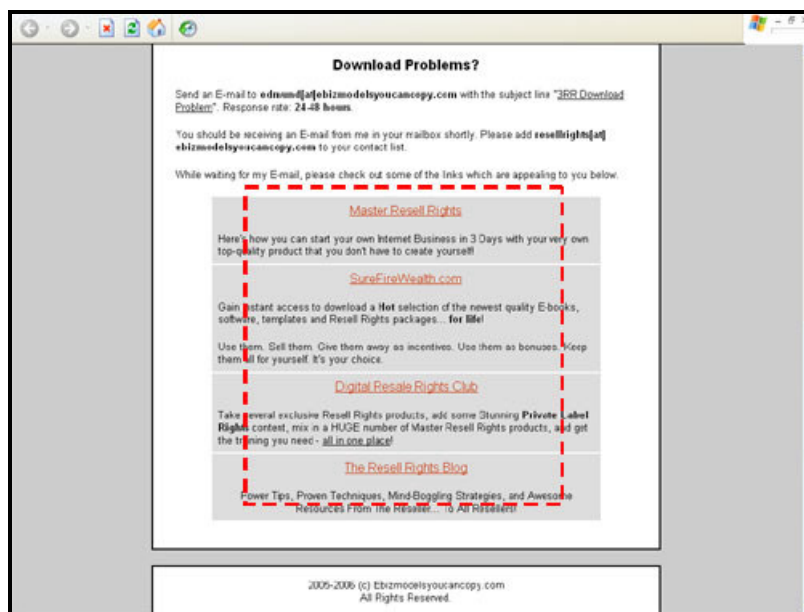 Download Problems?
Send an E-mail to edmund[at]ebizmodelsyoucancopy.com with the subject line "3RR Download
Problem". Response rate: 24-48 hours.
You should be receiving an E-mail from me in your mailbox shortly. Please add resellrights[at]
ebizmodelsyoucancopy.com to your contact list.
While waiting for my E-mail, please check out some of the links which are appealing to you below.
Master Resell Rights
Here's how you can start your own Internet Business in 3 Days with your very own
top-quality product that you don't have to create yourself!
SureFireWealth.com
Gain instant access to download a Hot selection of the newest quality E-books,
software, templates and Resell Rights packages... for life!
Use them. Sell them. Give them away as incentives. Use them as bonuses. Keep
them all for yourself. It's your choice.
Digital Resale Rights Club
Take several exclusive Resell Rights products, add some Stunning Private Label
Rights content, mix in a HUGE number of Master Resell Rights products, and get
the training you need - all in one place!
The Resell Rights Blog
Power Tips, Proven Techniques, Mind-Boggling Strategies, and Awesome
Resources From The Reseller... To All Resellers!
2005-2006 (c) Ebizmodelsyoucancopy.com
All Rights Reserved.